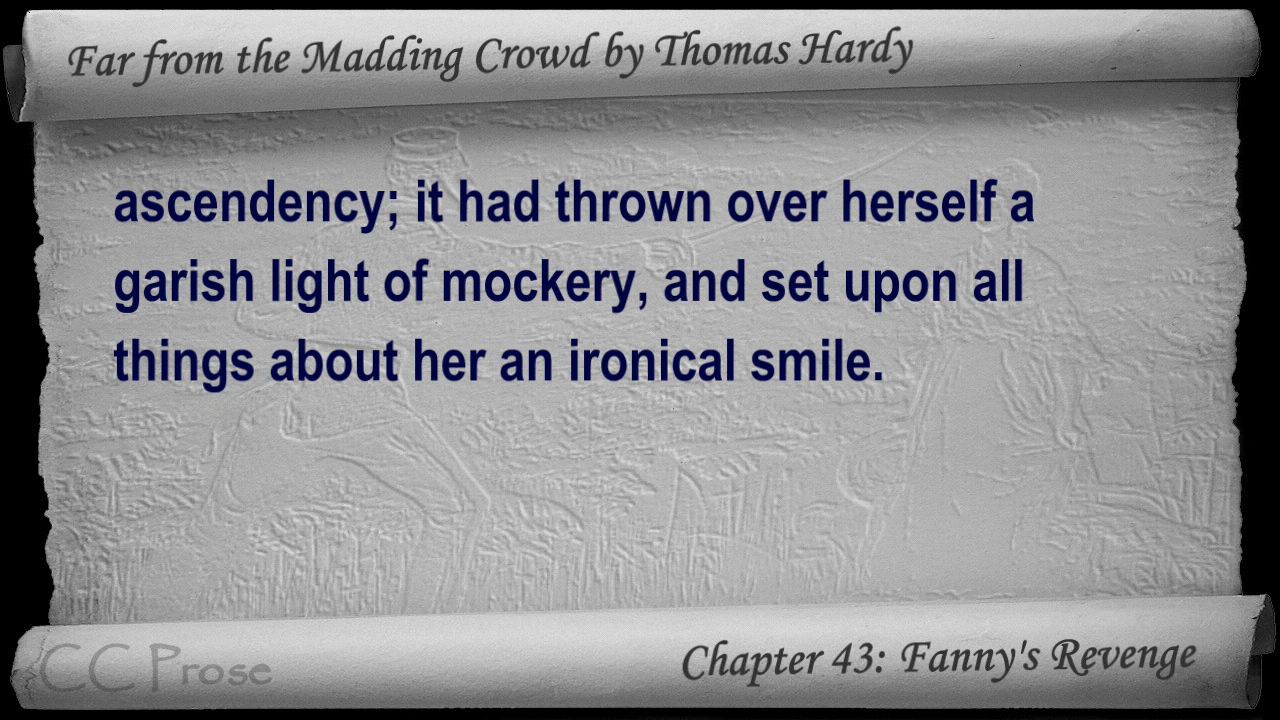 Far from the Madding Crowd by Thomas Hardy
ascendency; it had thrown over herself a
garish light of mockery, and set upon all
things about her an ironical smile.
CC Prose
Chapter 43: Fanny's Revenge